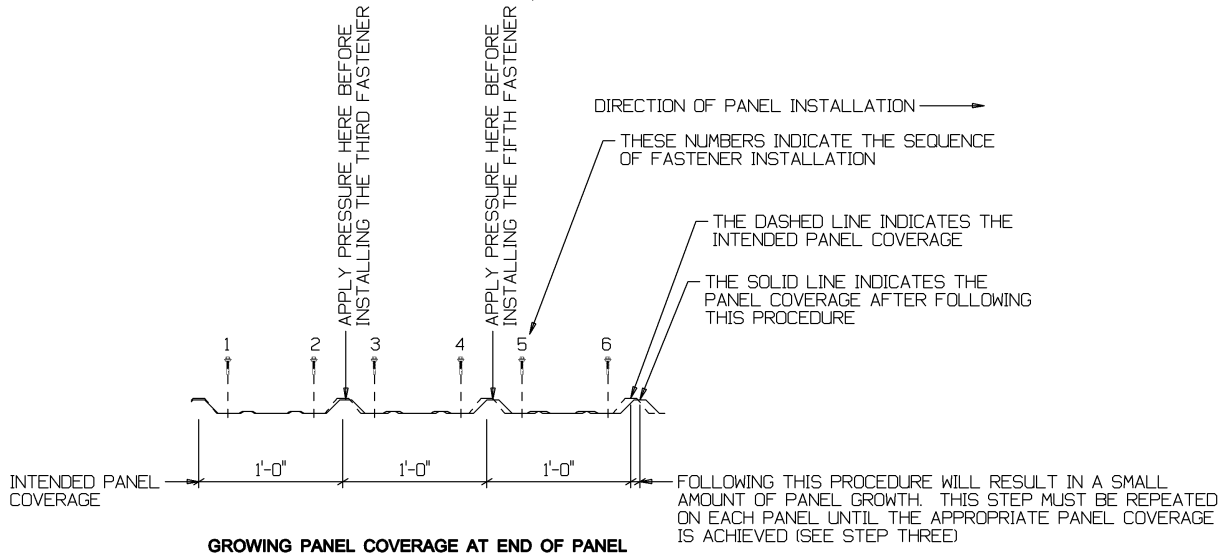 APPLY PRESSURE HERE BEFORE
INSTALLING THE THIRD FASTENER
APPLY PRESSURE HERE BEFORE
INSTALLING THE FIFTH FASTENER
DIRECTION OF PANEL INSTALLATION
THESE NUMBERS INDICATE THE SEQUENCE
OF FASTENER INSTALLATION
THE DASHED LINE INDICATES THE
INTENDED PANEL COVERAGE
THE SOLID LINE INDICATES THE
PANEL COVERAGE AFTER FOLLOWING
THIS PROCEDURE
1 2 3 4 5 6
1'-0" 1'-0" 1'-0"
INTENDED PANEL
COVERAGE
FOLLOWING THIS PROCEDURE WILL RESULT IN A SMALL
AMOUNT OF PANEL GROWTH. THIS STEP MUST BE REPEATED
ON EACH PANEL UNTIL THE APPROPRIATE PANEL COVERAGE
IS ACHIEVED (SEE STEP THREE)
GROWING PANEL COVERAGE AT END OF PANEL